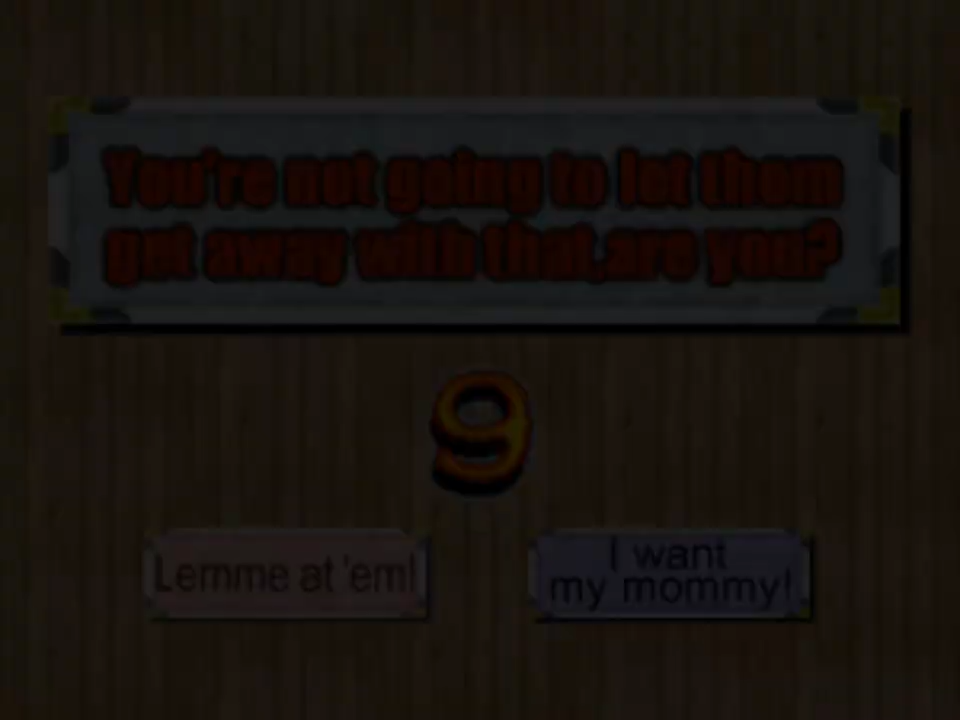 You're not going to let them
get away with that,are you?
9
Lemme at 'em!
I want
my mommy!